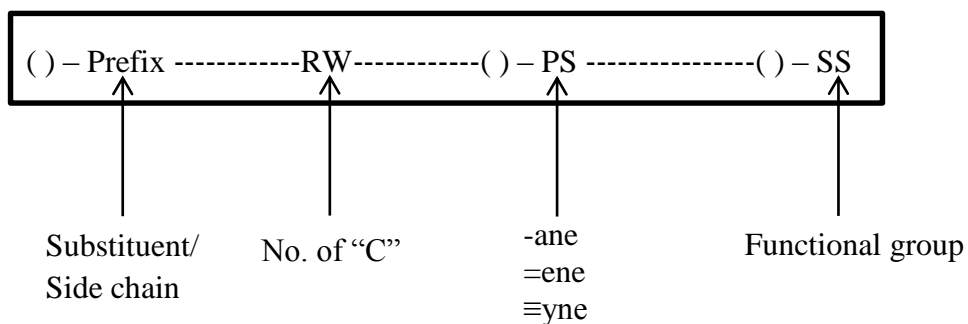 ( ) – Prefix ------------RW------------( ) – PS ----------------( ) – SS
Substituent/
Side chain
No. of “C”
-ane
=ene
≡yne
Functional group